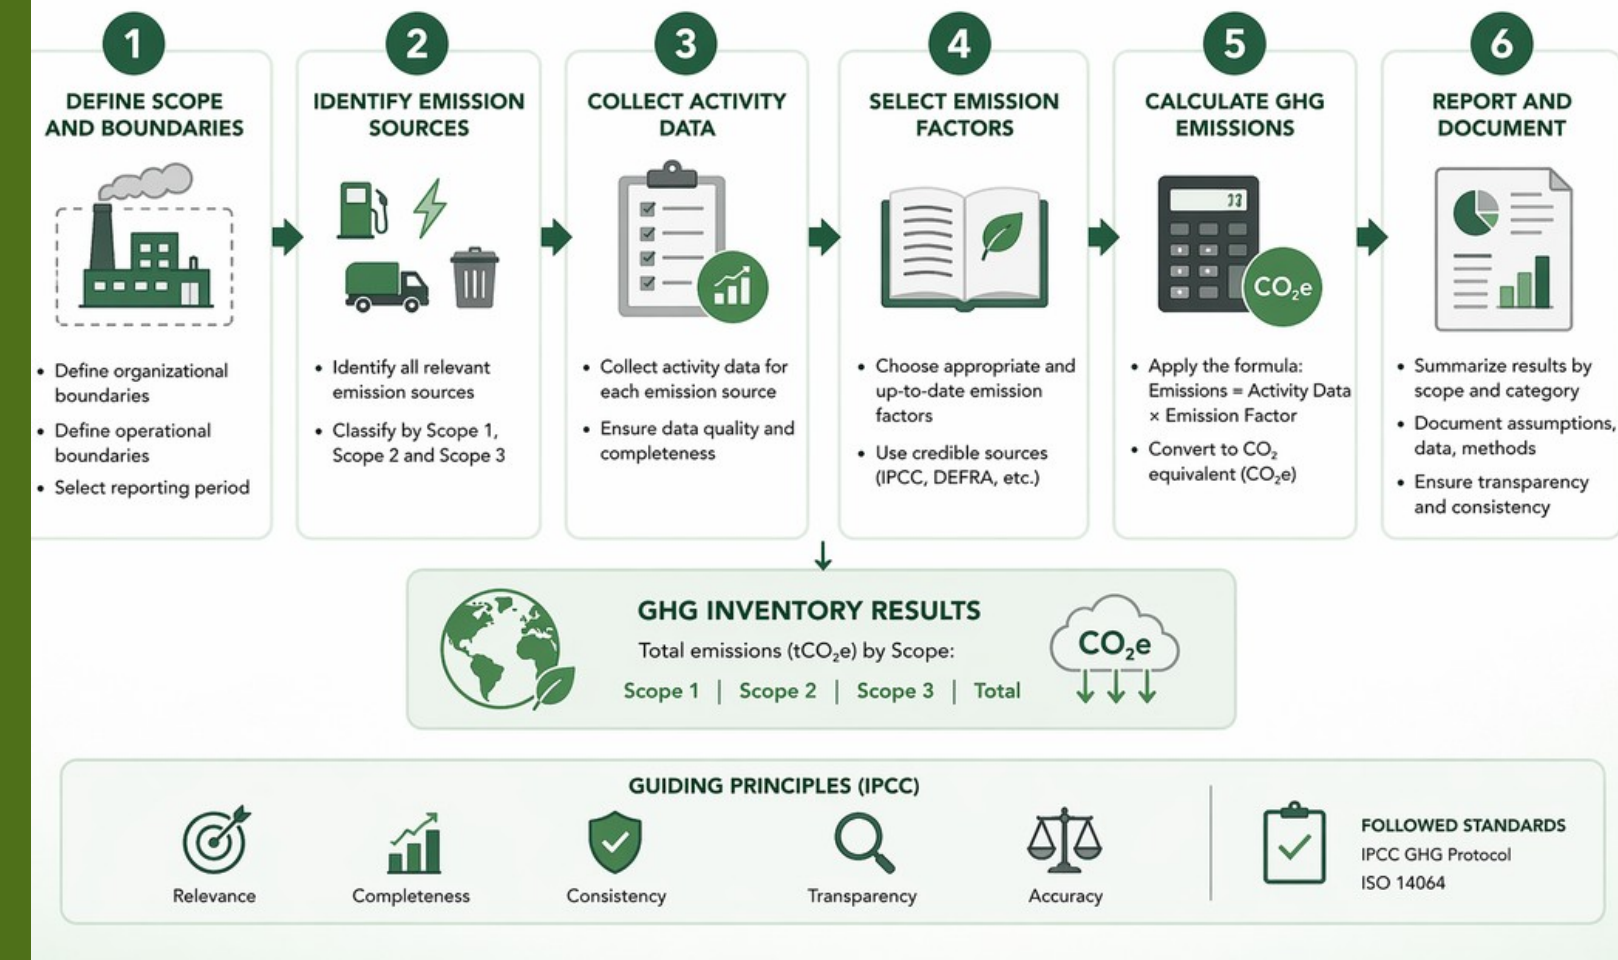 1
DEFINE SCOPE
AND BOUNDARIES
• Define organizational
boundaries
• Define operational
boundaries
• Select reporting period
2
IDENTIFY EMISSION
SOURCES
• Identify all relevant
emission sources
• Classify by Scope 1,
Scope 2 and Scope 3
3
COLLECT ACTIVITY
DATA
• Collect activity data for
each emission source
• Ensure data quality and
completeness
4
SELECT EMISSION
FACTORS
• Choose appropriate and
up-to-date emission
factors
• Use credible sources
(IPCC, DEFRA, etc.)
5
CALCULATE GHG
EMISSIONS
CO₂e
• Apply the formula:
Emissions = Activity Data
× Emission Factor
• Convert to CO₂
equivalent (CO₂e)
6
REPORT AND
DOCUMENT
• Summarize results by
scope and category
• Document assumptions,
data, methods
• Ensure transparency
and consistency
GHG INVENTORY RESULTS
Total emissions (tCO₂e) by Scope:
Scope 1 | Scope 2 | Scope 3 | Total
CO₂e
GUIDING PRINCIPLES (IPCC)
Relevance
Completeness
Consistency
Transparency
Accuracy
FOLLOWED STANDARDS
IPCC GHG Protocol
ISO 14064